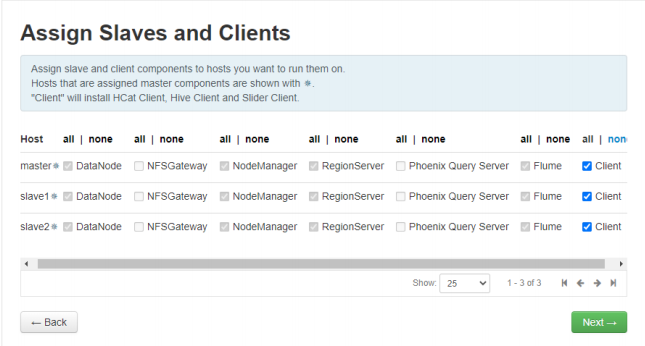 Assign Slaves and Clients
Assign slave and client components to hosts you want to run them on.
Hosts that are assigned master components are shown with ✵.
"Client" will install HCat Client, Hive Client and Slider Client.
Host all | none all | none all | none all | none all | none all | none all | non
master✵ DataNode NFSGateway NodeManager RegionServer Phoenix Query Server Flume Client
slave1✵ DataNode NFSGateway NodeManager RegionServer Phoenix Query Server Flume Client
slave2✵ DataNode NFSGateway NodeManager RegionServer Phoenix Query Server Flume Client
Show: 25 1 - 3 of 3
← Back Next →